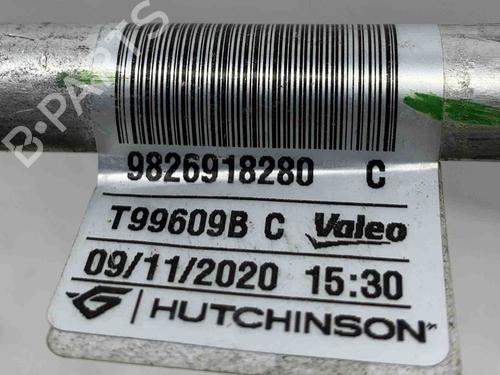 B-PARTS
9826918280 C
T99609B C Valeo
09/11/2020 15:30
HUTCHINSON